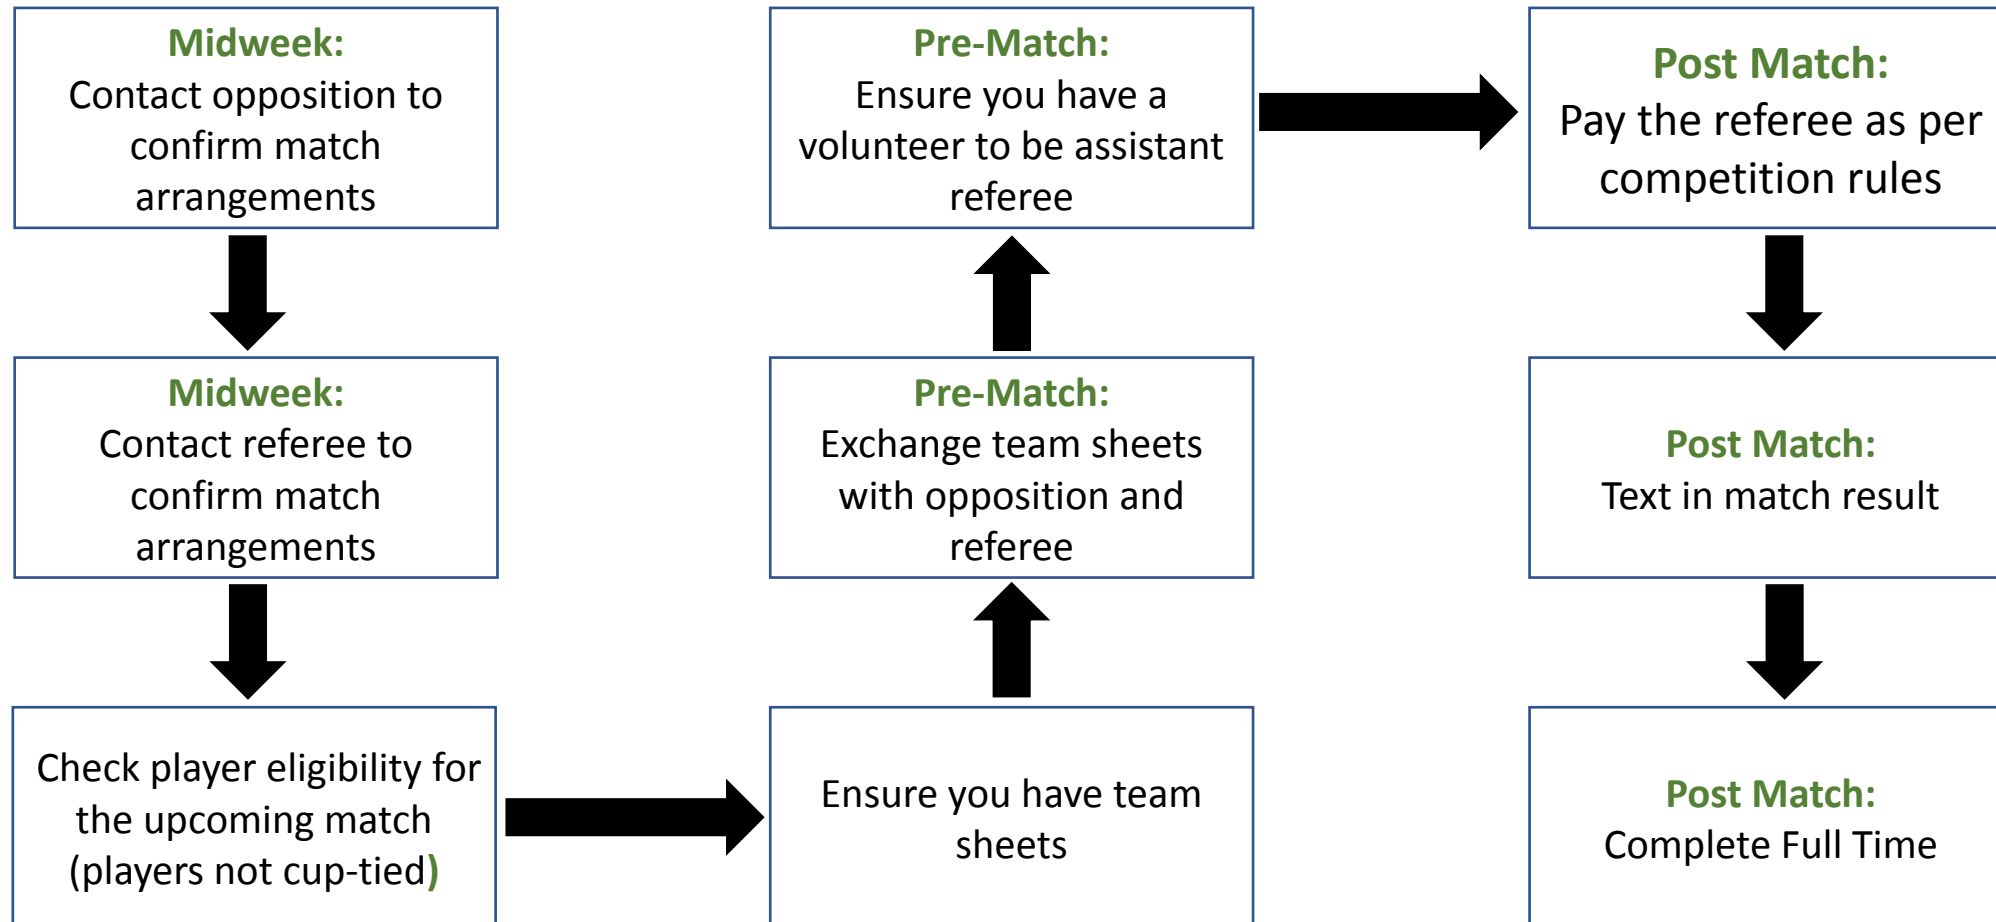 Midweek:
Contact opposition to
confirm match
arrangements
Midweek:
Contact referee to
confirm match
arrangements
Check player eligibility for
the upcoming match
(players not cup-tied)
Ensure you have team
sheets
Pre-Match:
Exchange team sheets
with opposition and
referee
Pre-Match:
Ensure you have a
volunteer to be assistant
referee
Post Match:
Pay the referee as per
competition rules
Post Match:
Text in match result
Post Match:
Complete Full Time